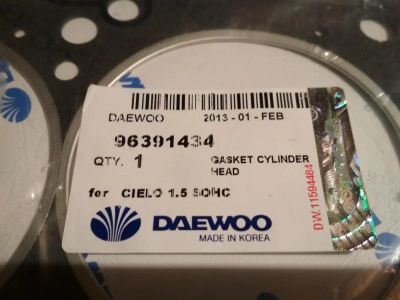 DAEWOO 2013-01-FEB
96391434
QTY. 1 GASKET CYLINDER
HEAD
for CIELO 1.5 SOHC
DAEWOO
MADE IN KOREA
DW.11594484